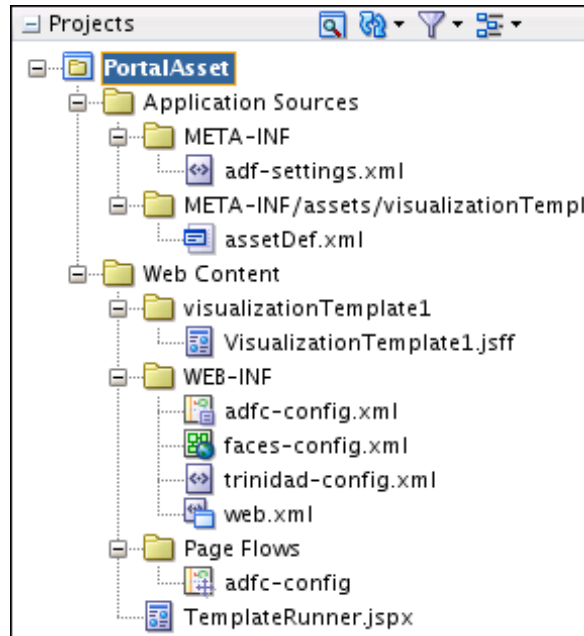 Projects
PortalAsset
Application Sources
META-INF
adf-settings.xml
META-INF/assets/visualizationTempl
assetDef.xml
Web Content
visualizationTemplate1
VisualizationTemplate1.jsff
WEB-INF
adfc-config.xml
faces-config.xml
trinidad-config.xml
web.xml
Page Flows
adfc-config
TemplateRunner.jspx